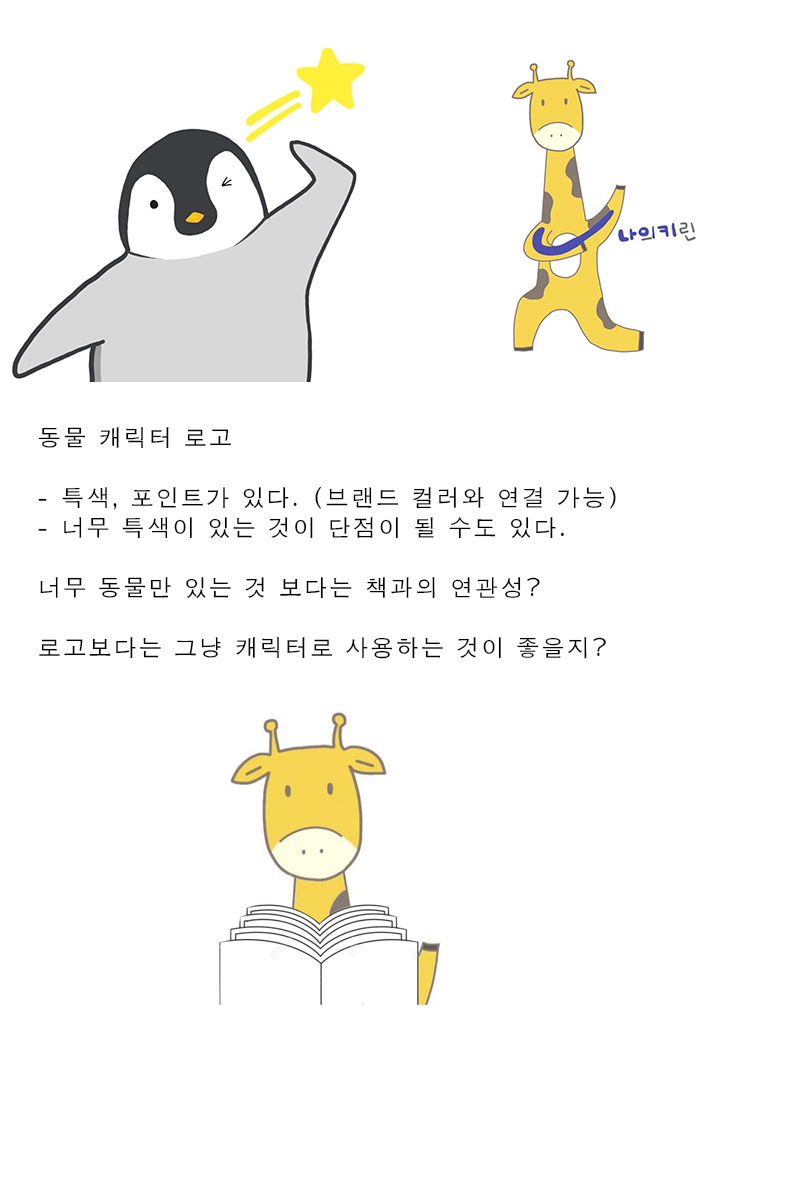 나의키린
동물 캐릭터 로고
- 특색, 포인트가 있다. (브랜드 컬러와 연결 가능)
- 너무 특색이 있는 것이 단점이 될 수도 있다.
너무 동물만 있는 것 보다는 책과의 연관성?
로고보다는 그냥 캐릭터로 사용하는 것이 좋을지?